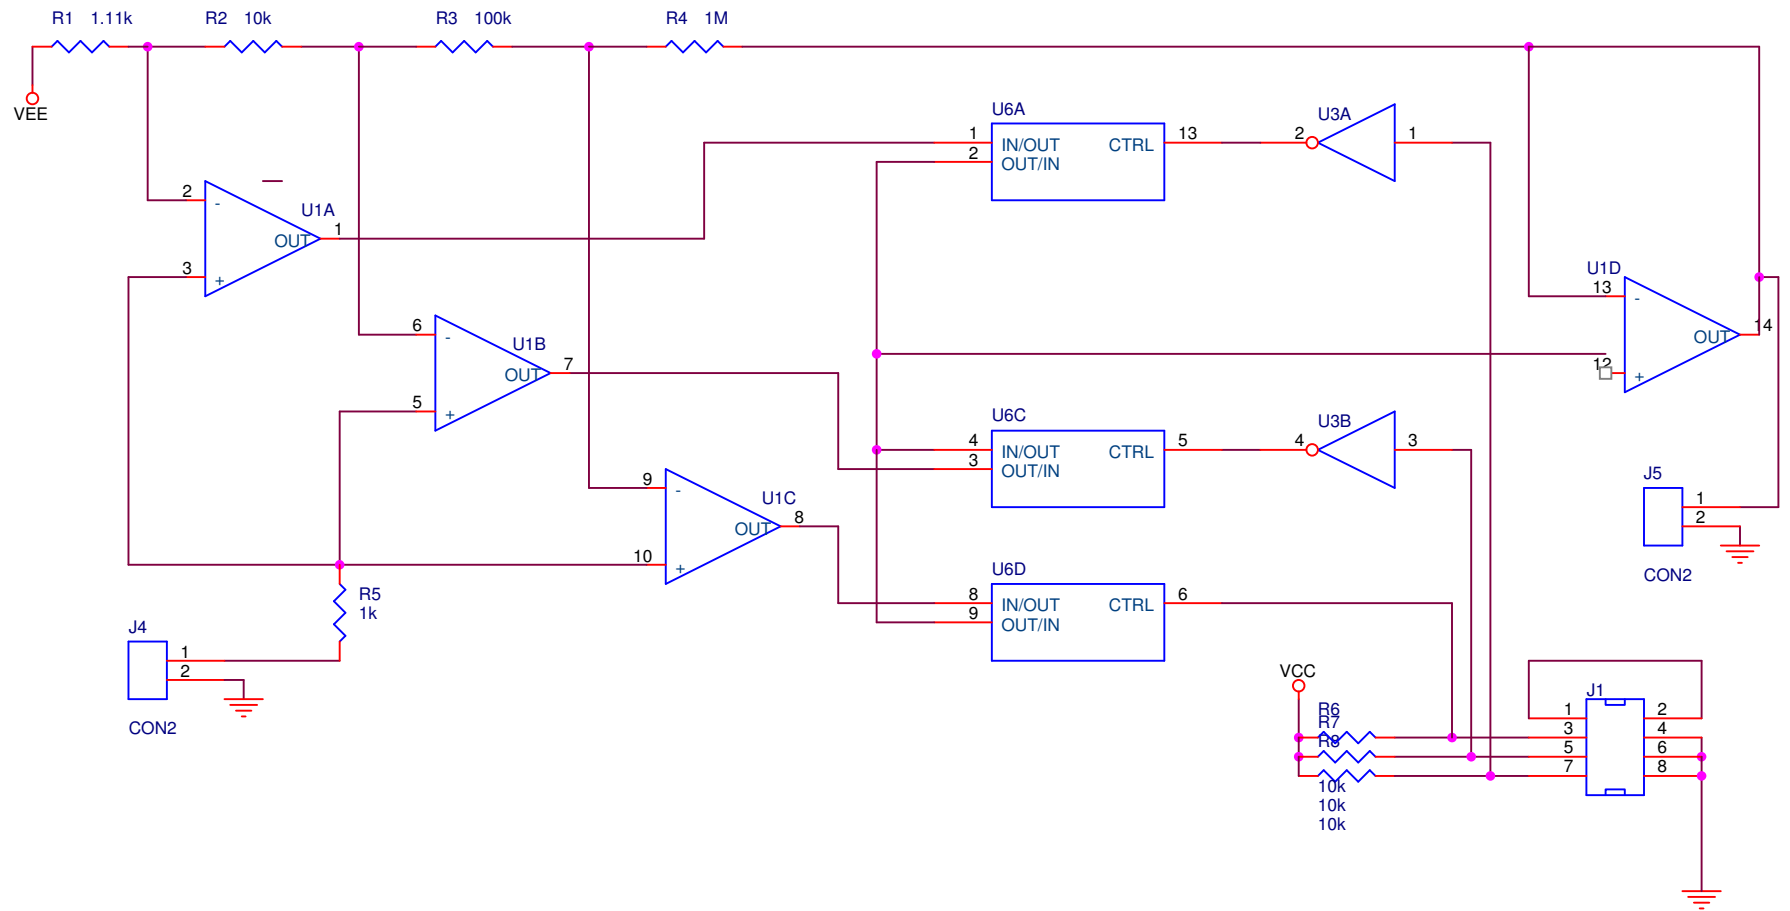 R1 1.11k R2 10k R3 100k R4 1M
VEE
U6A
1 IN/OUT CTRL 13
2 OUT/IN
U3A
2 1
U1A
2 -
OUT 1
3 +
U1B
6 -
OUT 7
5 +
U1D
13 -
OUT 14
12 +
U6C
4 IN/OUT CTRL 5
3 OUT/IN
U3B
4 3
U1C
9 -
OUT 8
10 +
J5
1
2
CON2
U6D
8 IN/OUT CTRL 6
9 OUT/IN
R5
1k
J4
1
2
CON2
VCC
R6
R7
R8
10k
10k
10k
J1
1 2
3 4
5 6
7 8